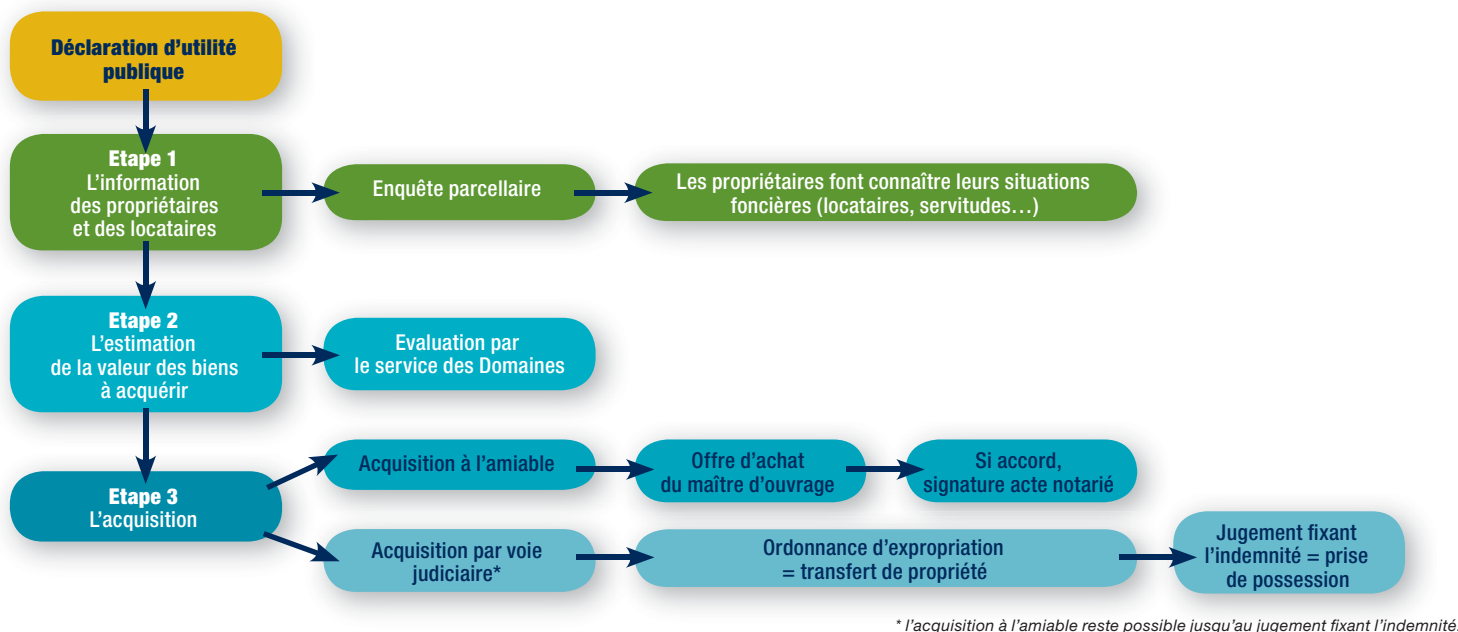 Déclaration d'utilité
publique
Etape 1
L'information
des propriétaires
et des locataires
Enquête parcellaire
Les propriétaires font connaître leurs situations
foncières (locataires, servitudes…)
Etape 2
L'estimation
de la valeur des biens
à acquérir
Evaluation par
le service des Domaines
Etape 3
L'acquisition
Acquisition à l'amiable
Offre d'achat
du maître d'ouvrage
Si accord,
signature acte notarié
Acquisition par voie
judiciaire*
Ordonnance d'expropriation
= transfert de propriété
Jugement fixant
l'indemnité = prise
de possession
* l'acquisition à l'amiable reste possible jusqu'au jugement fixant l'indemnité.